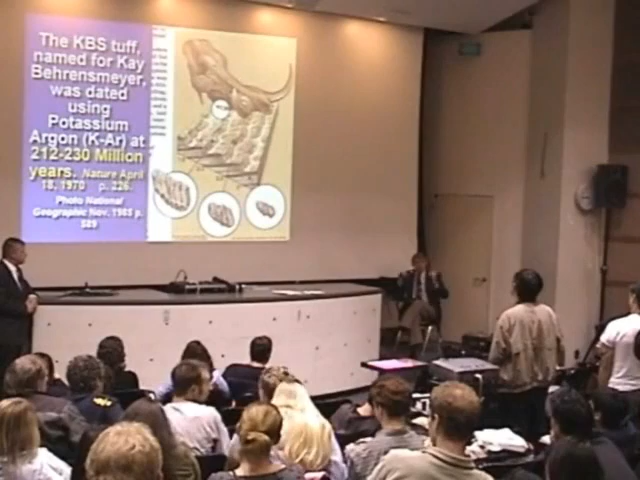 The KBS tuff,
named for Kay
Behrensmeyer,
was dated
using
Potassium
Argon (K-Ar) at
212-230 Million
years. Nature April
18, 1970 p. 226.
Photo National
Geographic Nov. 1985 p.
589